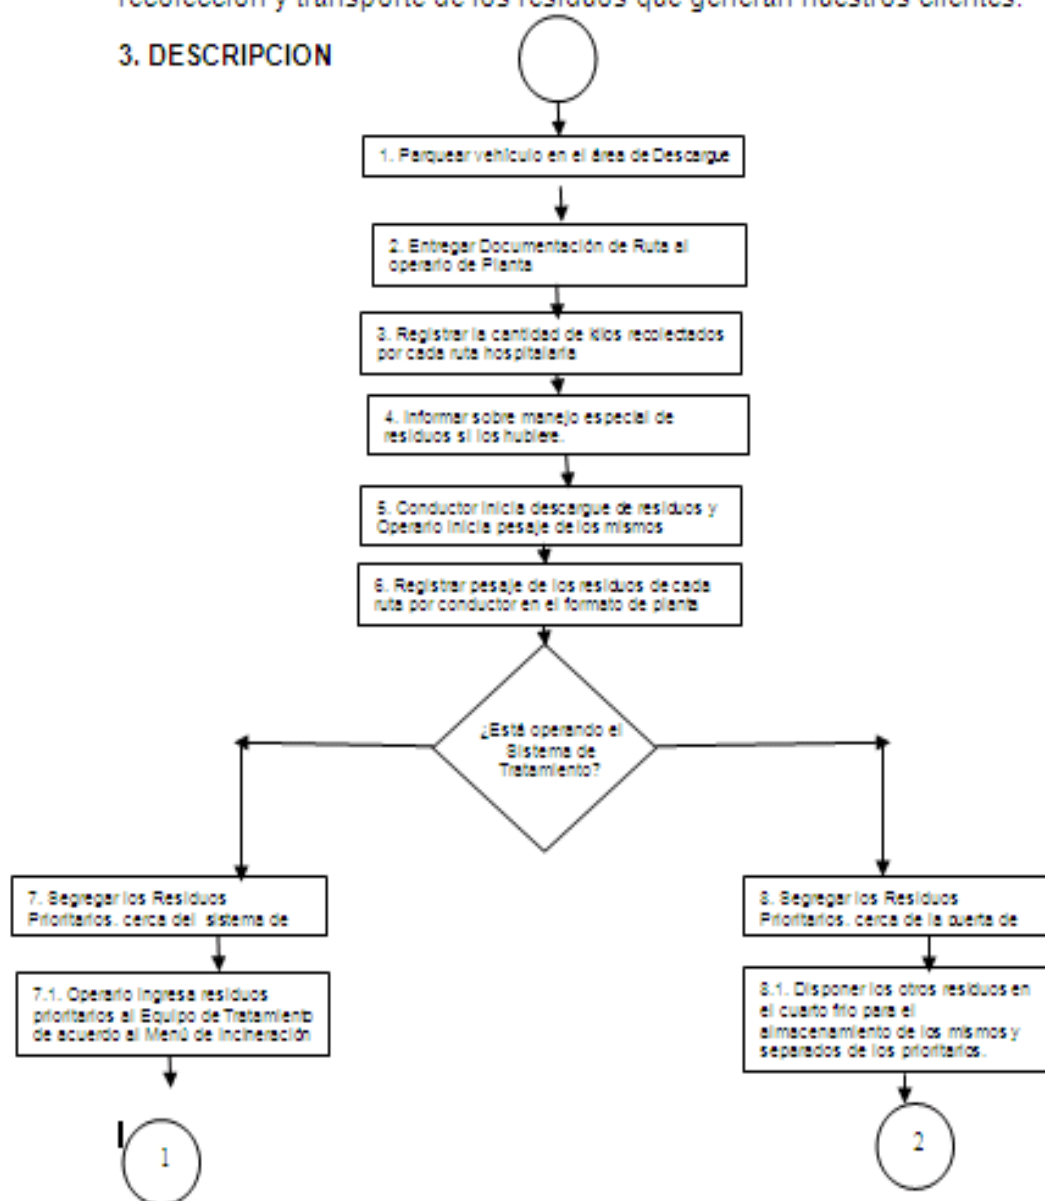 recolección y transporte de los residuos que generan nuestros clientes.
3. DESCRIPCION
1. Parquear vehículo en el área de Descargue
2. Entregar Documentación de Ruta al
operario de Planta
3. Registrar la cantidad de kilos recolectados
por cada ruta hospitalaria
4. Informar sobre manejo especial de
residuos si los hubiere.
5. Conductor inicia descargue de residuos y
Operario inicia pesaje de los mismos
6. Registrar pesaje de los residuos de cada
ruta por conductor en el formato de planta
¿Está operando el
Sistema de
Tratamiento?
7. Segregar los Residuos
Prioritarios. cerca del sistema de
7.1. Operario ingresa residuos
prioritarios al Equipo de Tratamiento
de acuerdo al Menú de Incineración
1
8. Segregar los Residuos
Prioritarios. cerca de la puerta de
8.1. Disponer los otros residuos en
el cuarto frío para el
almacenamiento de los mismos y
separados de los prioritarios.
2